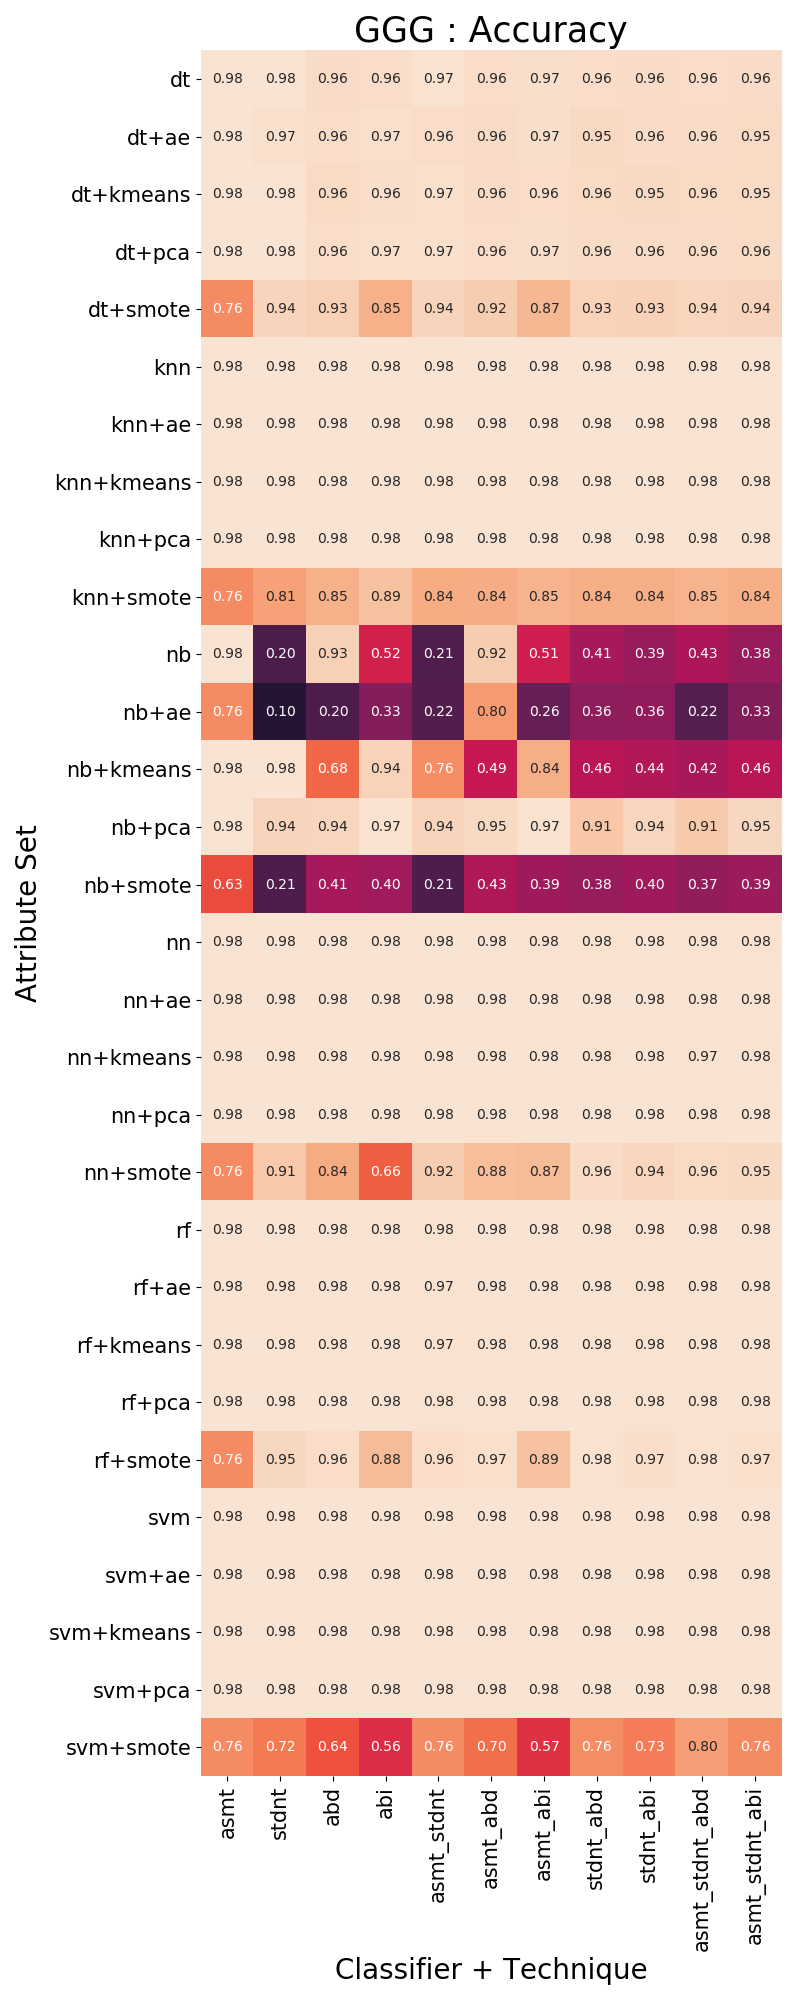 GGG : Accuracy
dt 0.98 0.98 0.96 0.96 0.97 0.96 0.97 0.96 0.96 0.96 0.96
dt+ae 0.98 0.97 0.96 0.97 0.96 0.96 0.97 0.95 0.96 0.96 0.95
dt+kmeans 0.98 0.98 0.96 0.96 0.97 0.96 0.96 0.96 0.95 0.96 0.95
dt+pca 0.98 0.98 0.96 0.97 0.97 0.96 0.97 0.96 0.96 0.96 0.96
dt+smote 0.76 0.94 0.93 0.85 0.94 0.92 0.87 0.93 0.93 0.94 0.94
knn 0.98 0.98 0.98 0.98 0.98 0.98 0.98 0.98 0.98 0.98 0.98
knn+ae 0.98 0.98 0.98 0.98 0.98 0.98 0.98 0.98 0.98 0.98 0.98
knn+kmeans 0.98 0.98 0.98 0.98 0.98 0.98 0.98 0.98 0.98 0.98 0.98
knn+pca 0.98 0.98 0.98 0.98 0.98 0.98 0.98 0.98 0.98 0.98 0.98
knn+smote 0.76 0.81 0.85 0.89 0.84 0.84 0.85 0.84 0.84 0.85 0.84
nb 0.98 0.20 0.93 0.52 0.21 0.92 0.51 0.41 0.39 0.43 0.38
nb+ae 0.76 0.10 0.20 0.33 0.22 0.80 0.26 0.36 0.36 0.22 0.33
nb+kmeans 0.98 0.98 0.68 0.94 0.76 0.49 0.84 0.46 0.44 0.42 0.46
nb+pca 0.98 0.94 0.94 0.97 0.94 0.95 0.97 0.91 0.94 0.91 0.95
nb+smote 0.63 0.21 0.41 0.40 0.21 0.43 0.39 0.38 0.40 0.37 0.39
nn 0.98 0.98 0.98 0.98 0.98 0.98 0.98 0.98 0.98 0.98 0.98
nn+ae 0.98 0.98 0.98 0.98 0.98 0.98 0.98 0.98 0.98 0.98 0.98
nn+kmeans 0.98 0.98 0.98 0.98 0.98 0.98 0.98 0.98 0.98 0.97 0.98
nn+pca 0.98 0.98 0.98 0.98 0.98 0.98 0.98 0.98 0.98 0.98 0.98
nn+smote 0.76 0.91 0.84 0.66 0.92 0.88 0.87 0.96 0.94 0.96 0.95
rf 0.98 0.98 0.98 0.98 0.98 0.98 0.98 0.98 0.98 0.98 0.98
rf+ae 0.98 0.98 0.98 0.98 0.97 0.98 0.98 0.98 0.98 0.98 0.98
rf+kmeans 0.98 0.98 0.98 0.98 0.97 0.98 0.98 0.98 0.98 0.98 0.98
rf+pca 0.98 0.98 0.98 0.98 0.98 0.98 0.98 0.98 0.98 0.98 0.98
rf+smote 0.76 0.95 0.96 0.88 0.96 0.97 0.89 0.98 0.97 0.98 0.97
svm 0.98 0.98 0.98 0.98 0.98 0.98 0.98 0.98 0.98 0.98 0.98
svm+ae 0.98 0.98 0.98 0.98 0.98 0.98 0.98 0.98 0.98 0.98 0.98
svm+kmeans 0.98 0.98 0.98 0.98 0.98 0.98 0.98 0.98 0.98 0.98 0.98
svm+pca 0.98 0.98 0.98 0.98 0.98 0.98 0.98 0.98 0.98 0.98 0.98
svm+smote 0.76 0.72 0.64 0.56 0.76 0.70 0.57 0.76 0.73 0.80 0.76
Attribute Set
asmt
stdnt
abd
abi
asmt_stdnt
asmt_abd
asmt_abi
stdnt_abd
stdnt_abi
asmt_stdnt_abd
asmt_stdnt_abi
Classifier + Technique